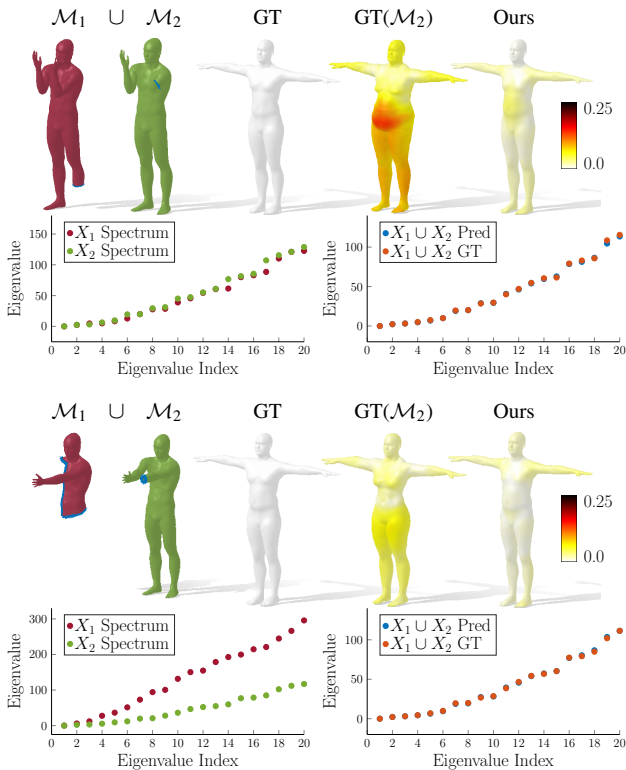 M₁ ∪ M₂ GT GT(M₂) Ours
0.25
0.0
X₁ Spectrum
X₂ Spectrum
Eigenvalue
150
100
50
0
0 2 4 6 8 10 12 14 16 18 20
Eigenvalue Index
X₁ ∪ X₂ Pred
X₁ ∪ X₂ GT
Eigenvalue
100
50
0
0 2 4 6 8 10 12 14 16 18 20
Eigenvalue Index
M₁ ∪ M₂ GT GT(M₂) Ours
0.25
0.0
X₁ Spectrum
X₂ Spectrum
Eigenvalue
300
200
100
0
0 2 4 6 8 10 12 14 16 18 20
Eigenvalue Index
X₁ ∪ X₂ Pred
X₁ ∪ X₂ GT
Eigenvalue
100
50
0
0 2 4 6 8 10 12 14 16 18 20
Eigenvalue Index